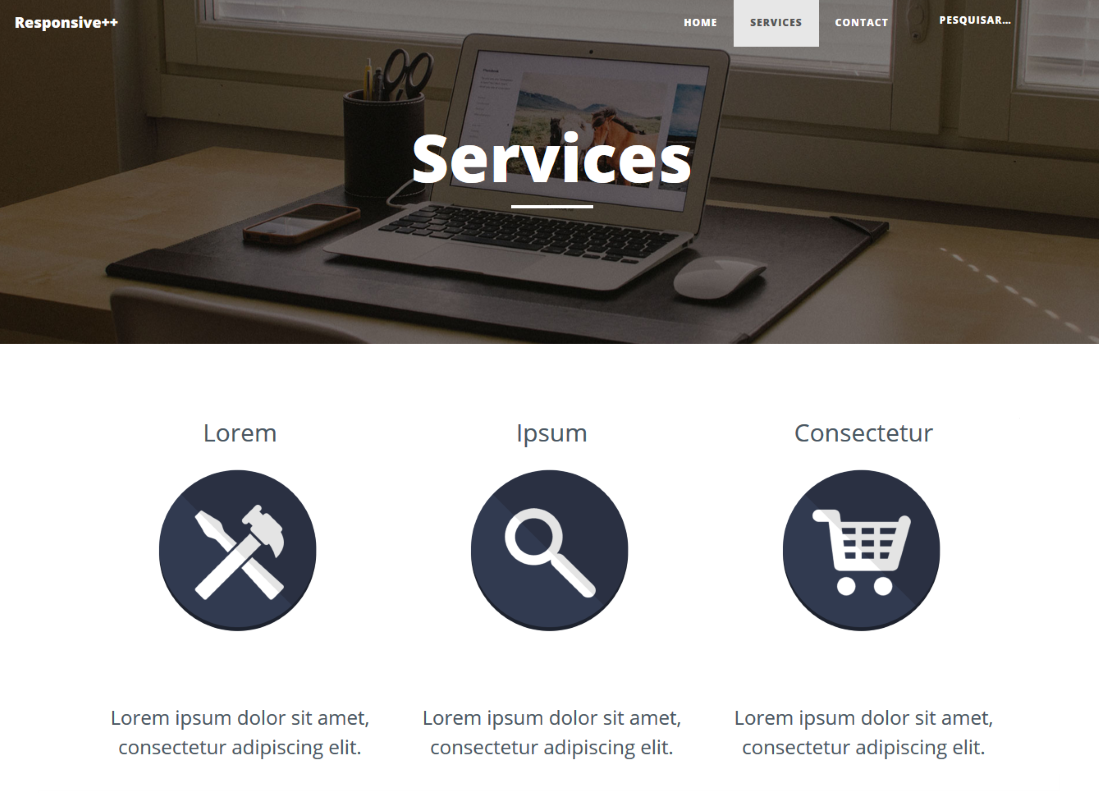 Responsive++
HOME SERVICES CONTACT PESQUISAR...
Services
Lorem Ipsum Consectetur
Lorem ipsum dolor sit amet, Lorem ipsum dolor sit amet, Lorem ipsum dolor sit amet,
consectetur adipiscing elit. consectetur adipiscing elit. consectetur adipiscing elit.